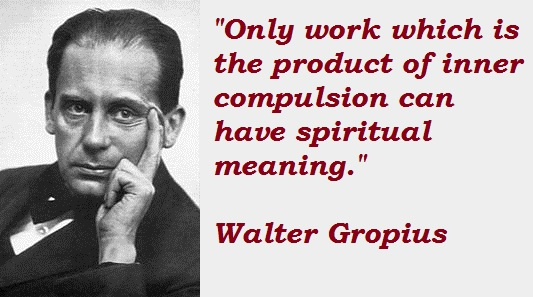 "Only work which is
the product of inner
compulsion can
have spiritual
meaning."
Walter Gropius